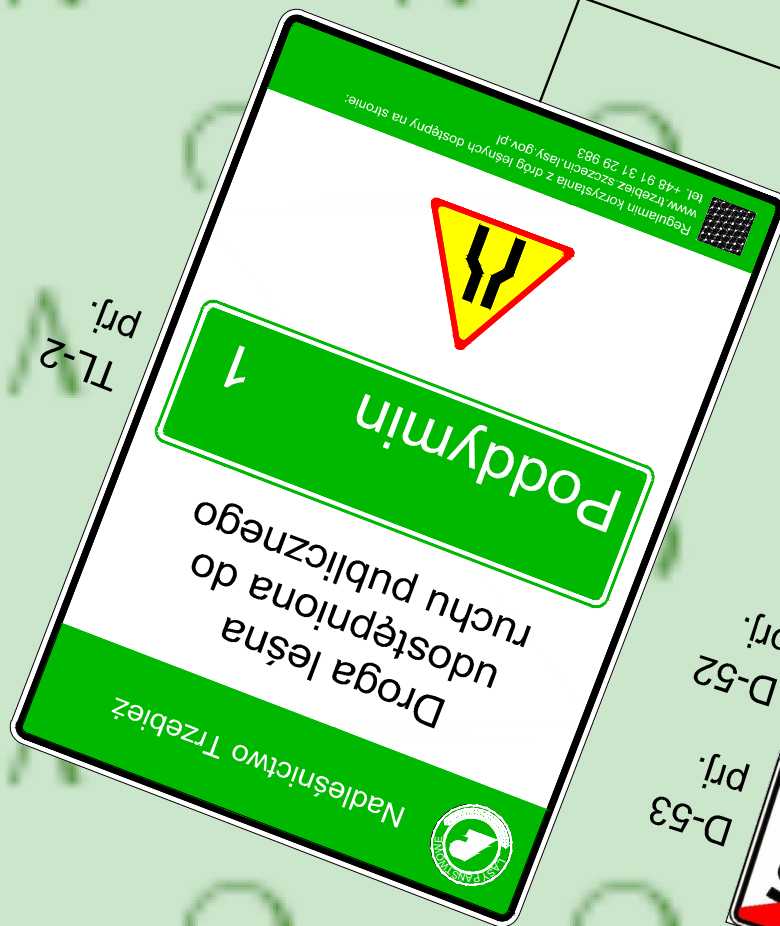 Nadleśnictwo Trzebież
LASY PAŃSTWOWE
Droga leśna
udostępniona do
ruchu publicznego
Poddymin
1
Regulamin korzystania z dróg leśnych dostępny na stronie:
www.trzebiez.szczecin.lasy.gov.pl
tel. +48 91 31 29 983
TL-2
prj.
D-53
prj.
D-52
prj.